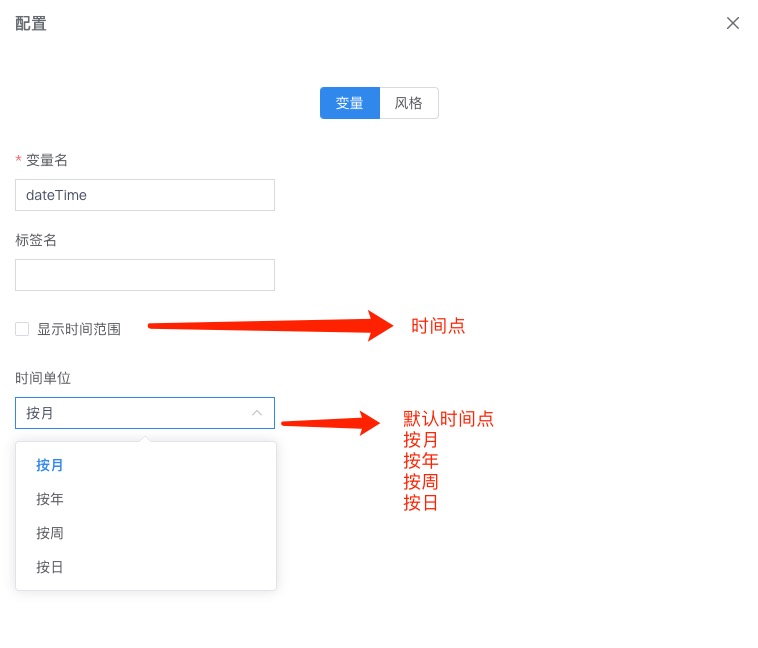 配置
变量 风格
* 变量名
dateTime
标签名
显示时间范围
时间点
时间单位
按月
默认时间点
按月
按年
按周
按日
按月
按年
按周
按日